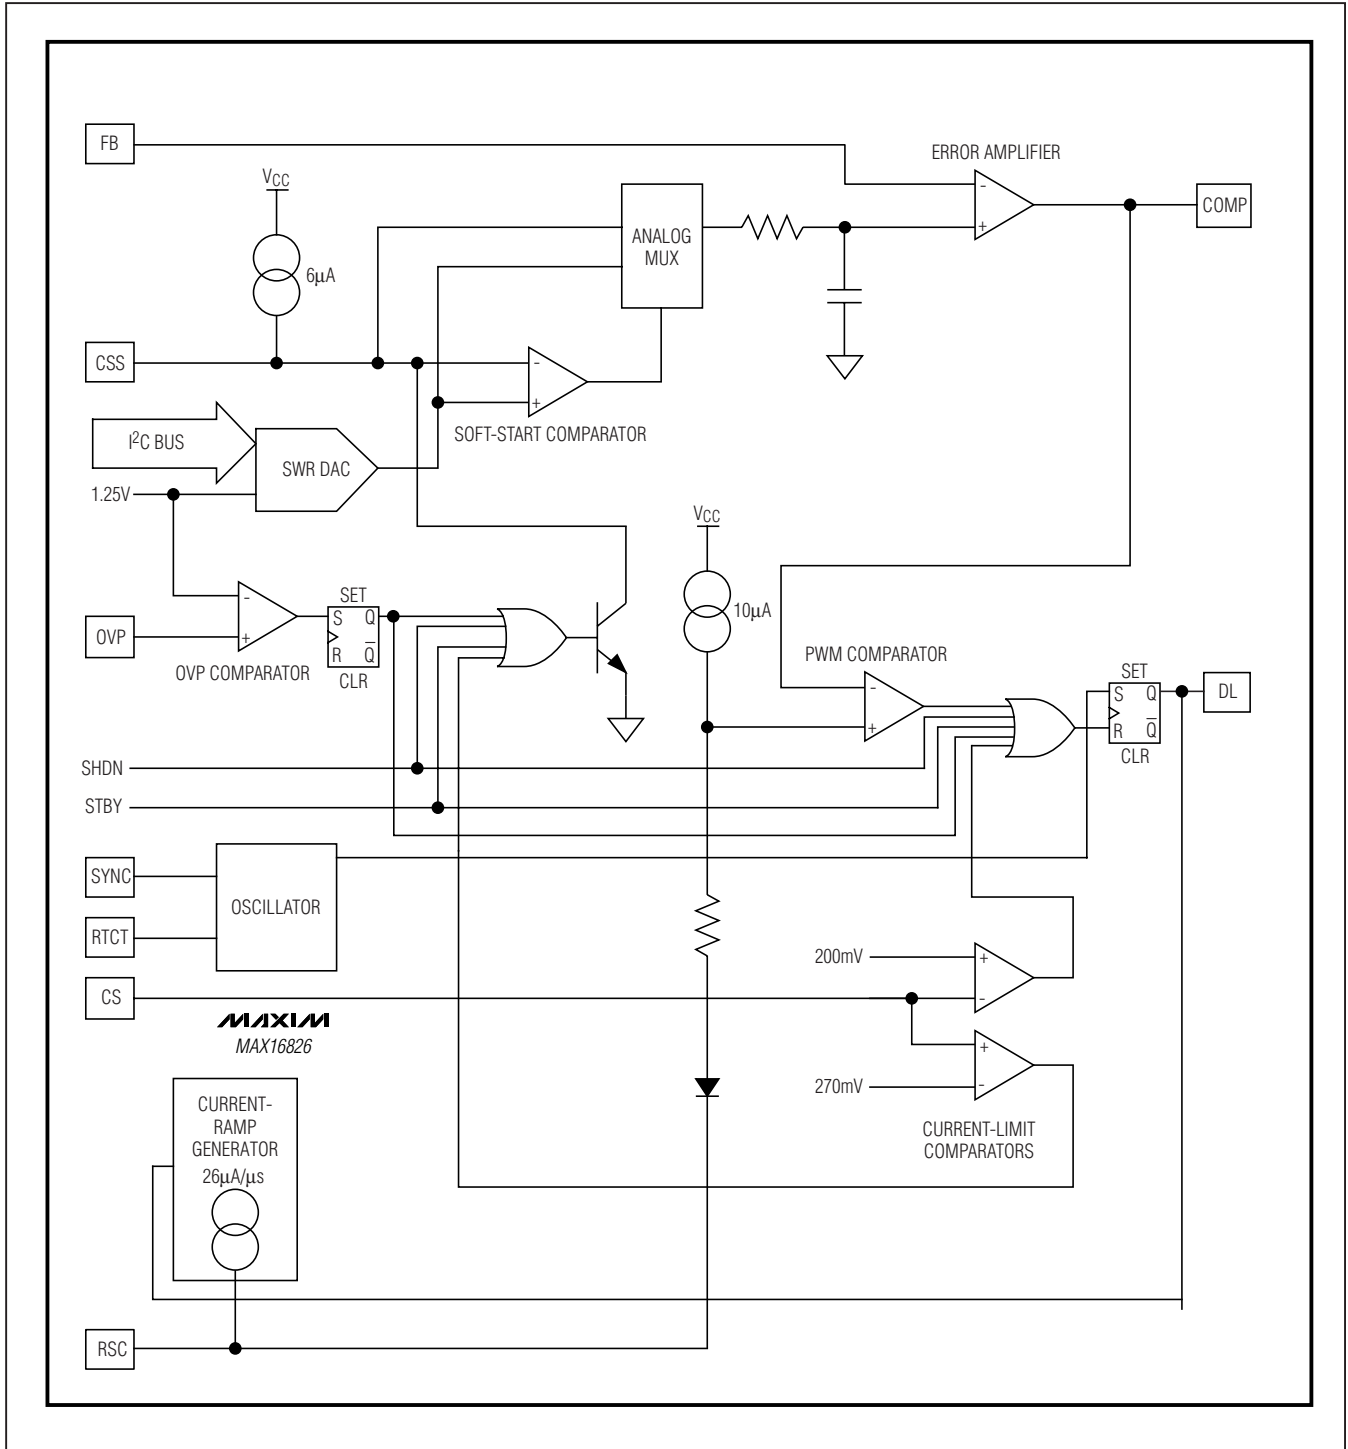 FB
ERROR AMPLIFIER
VCC
-
+
COMP
ANALOG
MUX
6µA
CSS
-
+
SOFT-START COMPARATOR
I2C BUS
SWR DAC
1.25V
VCC
10µA
SET
S Q
R Q
CLR
-
+
OVP
OVP COMPARATOR
PWM COMPARATOR
-
+
SET
S Q
R Q
CLR
DL
SHDN
STBY
SYNC
OSCILLATOR
RTCT
200mV
+
-
CS
MAXIM
MAX16826
+
-
270mV
CURRENT-LIMIT
COMPARATORS
CURRENT-
RAMP
GENERATOR
26µA/µs
RSC